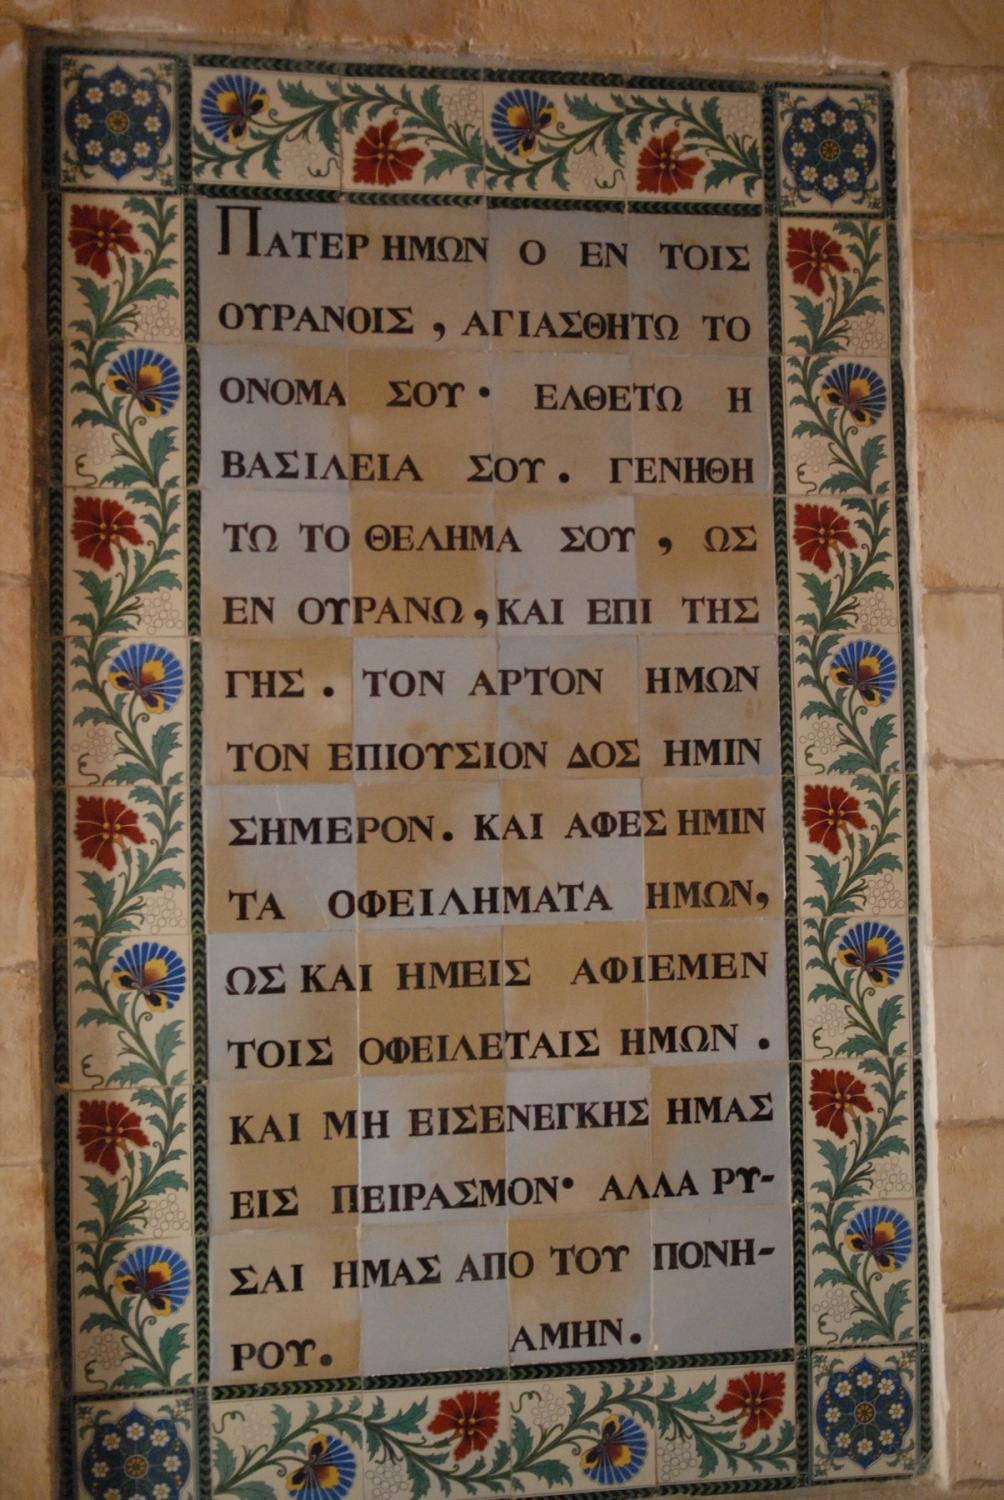 ΠΑΤΕΡ ΗΜΩΝ Ο ΕΝ ΤΟΙΣ
ΟΥΡΑΝΟΙΣ , ΑΓΙΑΣΘΗΤΩ ΤΟ
ΟΝΟΜΑ ΣΟΥ· ΕΛΘΕΤΩ Η
ΒΑΣΙΛΕΙΑ ΣΟΥ. ΓΕΝΗΘΗ
ΤΩ ΤΟ ΘΕΛΗΜΑ ΣΟΥ , ΩΣ
ΕΝ ΟΥΡΑΝΩ, ΚΑΙ ΕΠΙ ΤΗΣ
ΓΗΣ . ΤΟΝ ΑΡΤΟΝ ΗΜΩΝ
ΤΟΝ ΕΠΙΟΥΣΙΟΝ ΔΟΣ ΗΜΙΝ
ΣΗΜΕΡΟΝ. ΚΑΙ ΑΦΕΣ ΗΜΙΝ
ΤΑ ΟΦΕΙΛΗΜΑΤΑ ΗΜΩΝ,
ΩΣ ΚΑΙ ΗΜΕΙΣ ΑΦΙΕΜΕΝ
ΤΟΙΣ ΟΦΕΙΛΕΤΑΙΣ ΗΜΩΝ .
ΚΑΙ ΜΗ ΕΙΣΕΝΕΓΚΗΣ ΗΜΑΣ
ΕΙΣ ΠΕΙΡΑΣΜΟΝ· ΑΛΛΑ ΡΥ-
ΣΑΙ ΗΜΑΣ ΑΠΟ ΤΟΥ ΠΟΝΗ-
ΡΟΥ. ΑΜΗΝ.